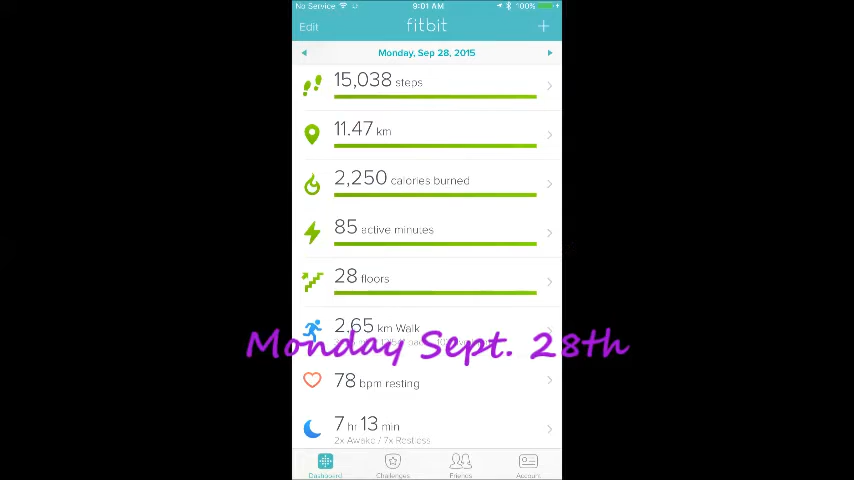 No Service 9:01 AM 100%
Edit fitbit +
Monday, Sep 28, 2015
15,038 steps
11.47 km
2,250 calories burned
85 active minutes
28 floors
2.65 km Walk
Monday Sept. 28th
78 bpm resting
7 hr 13 min
2x Awake / 7x Restless
Dashboard Challenges Friends Account